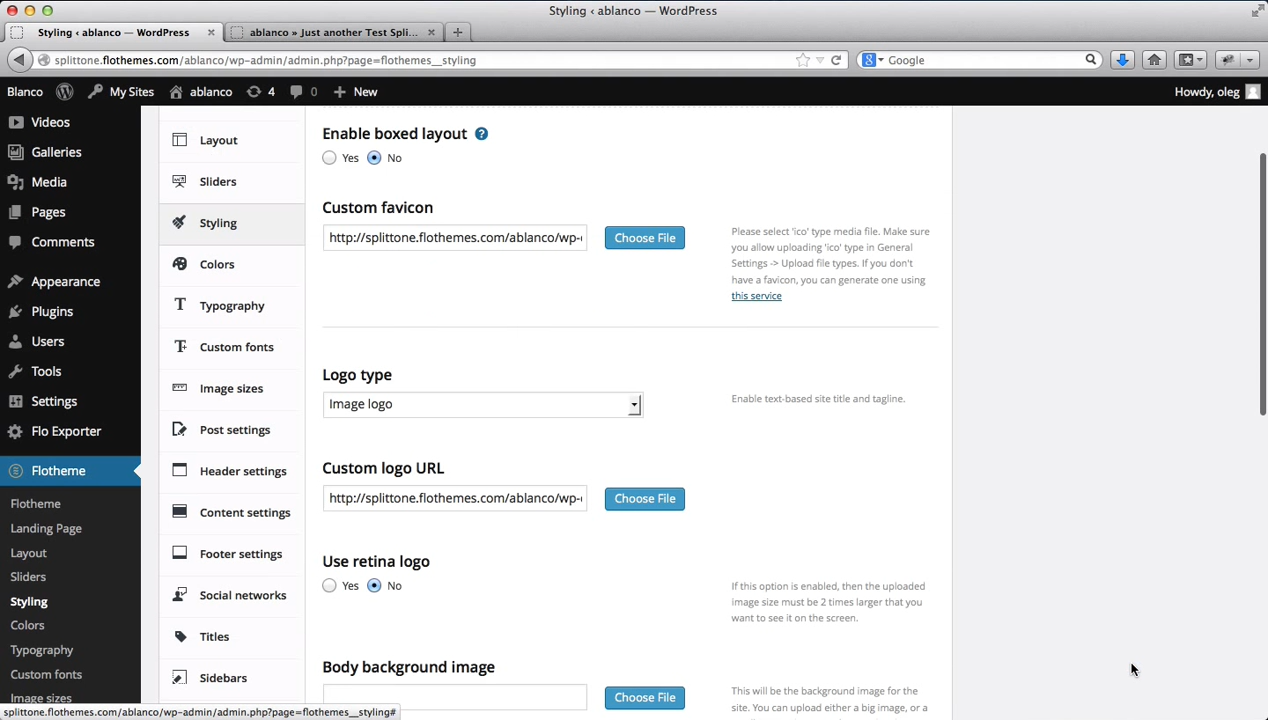 Styling ‹ ablanco — WordPress
Styling ‹ ablanco — WordPress
ablanco » Just another Test Spli...
splittone.flothemes.com/ablanco/wp-admin/admin.php?page=flothemes__styling
Google
Blanco
My Sites
ablanco
4
0
New
Howdy, oleg
Videos
Galleries
Media
Pages
Comments
Appearance
Plugins
Users
Tools
Settings
Flo Exporter
Flotheme
Flotheme
Landing Page
Layout
Sliders
Styling
Colors
Typography
Custom fonts
Image sizes
Layout
Sliders
Styling
Colors
Typography
Custom fonts
Image sizes
Post settings
Header settings
Content settings
Footer settings
Social networks
Titles
Sidebars
Enable boxed layout ?
Yes No
Custom favicon
http://splittone.flothemes.com/ablanco/wp-
Choose File
Please select 'ico' type media file. Make sure
you allow uploading 'ico' type in General
Settings -> Upload file types. If you don't
have a favicon, you can generate one using
this service
Logo type
Image logo
Enable text-based site title and tagline.
Custom logo URL
http://splittone.flothemes.com/ablanco/wp-
Choose File
Use retina logo
Yes No
If this option is enabled, then the uploaded
image size must be 2 times larger that you
want to see it on the screen.
Body background image
Choose File
This will be the background image for the
site. You can upload either a big image, or a
splittone.flothemes.com/ablanco/wp-admin/admin.php?page=flothemes__styling#